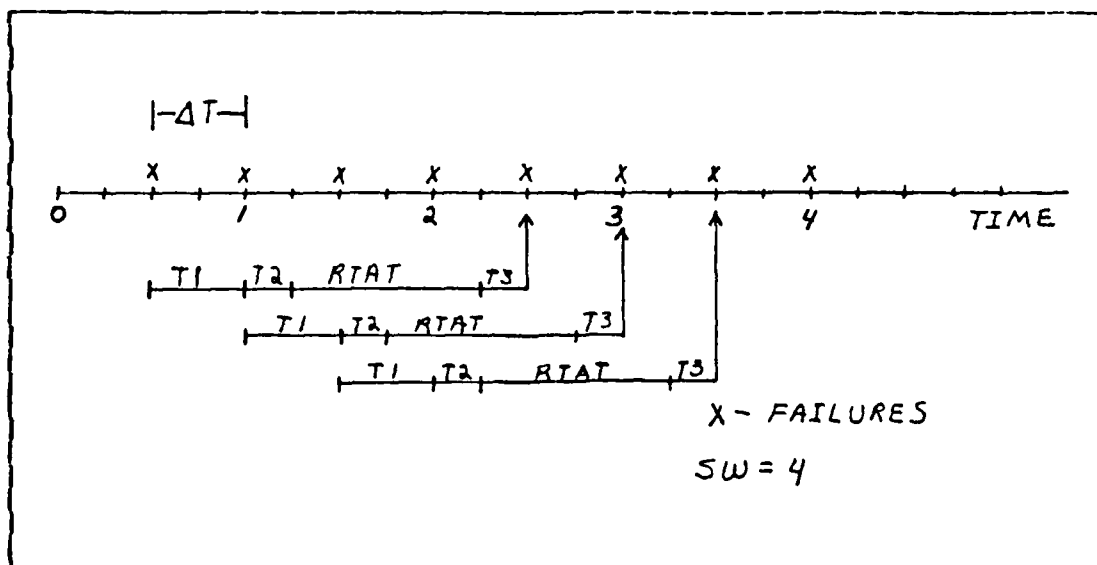 |-ΔT-|
X X X X X X X X
0 1 2 3 4 TIME
T1 T2 RTAT T3
T1 T2 RTAT T3
T1 T2 RTAT T3
X - FAILURES
SW = 4